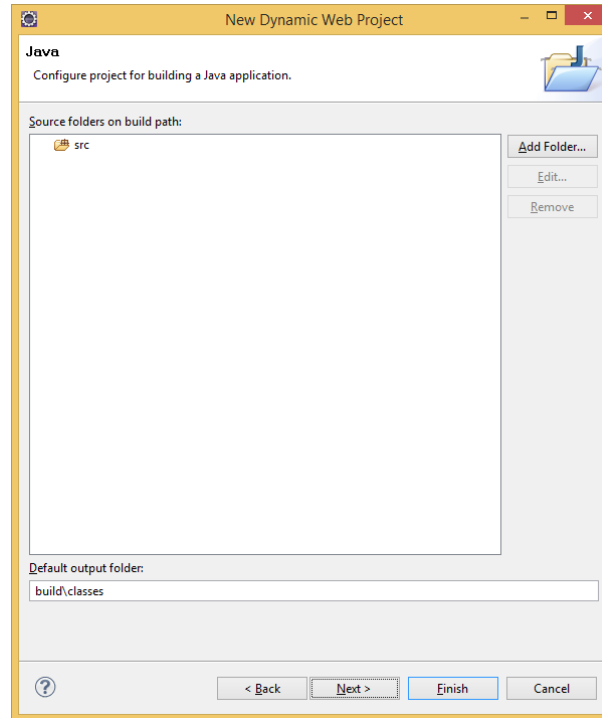 New Dynamic Web Project
Java
Configure project for building a Java application.
Source folders on build path:
src
Add Folder...
Edit...
Remove
Default output folder:
build\classes
< Back Next > Finish Cancel